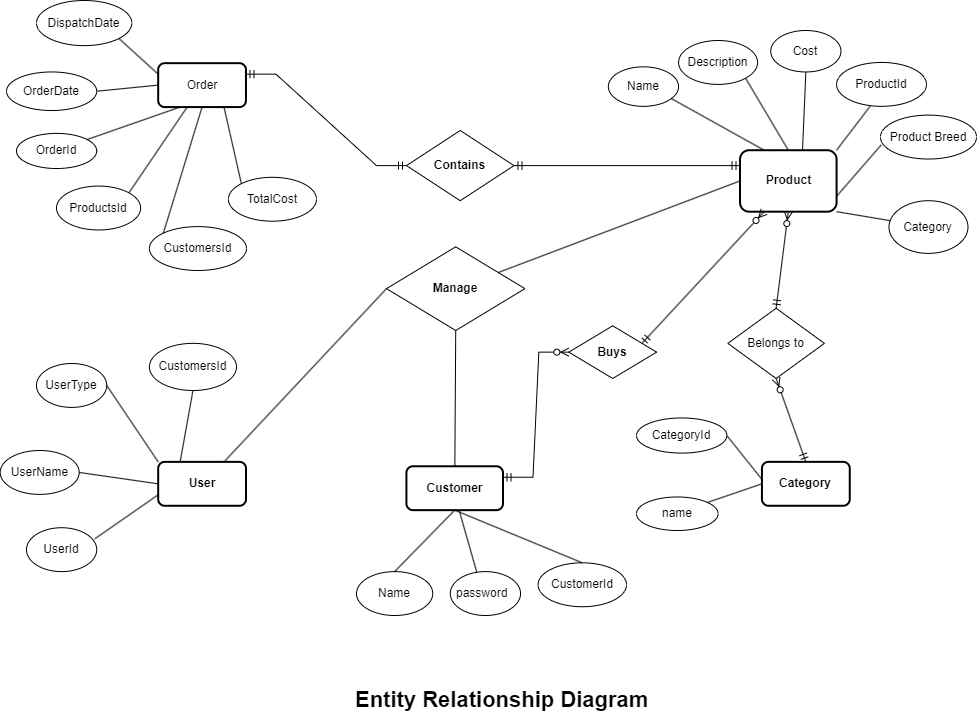 DispatchDate
Order
OrderDate
OrderId
ProductsId
CustomersId
TotalCost
Contains
Name
Description
Cost
ProductId
Product Breed
Product
Category
Manage
Buys
Belongs to
UserType
CustomersId
UserName
User
UserId
Customer
Name
password
CustomerId
CategoryId
Category
name
Entity Relationship Diagram